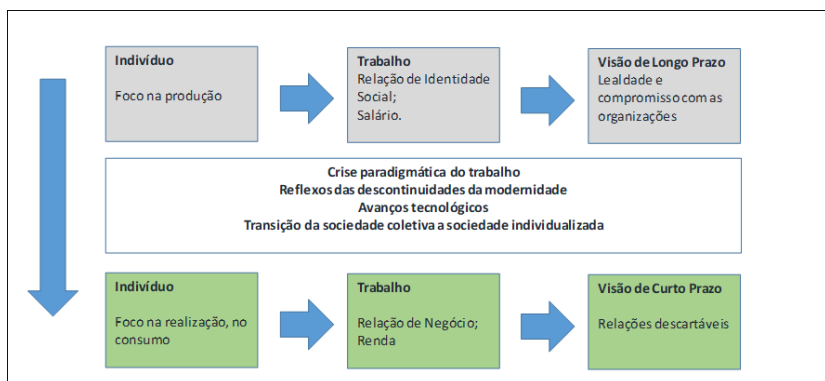 Indivíduo
Foco na produção
Trabalho
Relação de Identidade
Social;
Salário.
Visão de Longo Prazo
Lealdade e
compromisso com as
organizações
Crise paradigmática do trabalho
Reflexos das descontinuidades da modernidade
Avanços tecnológicos
Transição da sociedade coletiva a sociedade individualizada
Indivíduo
Foco na realização, no
consumo
Trabalho
Relação de Negócio;
Renda
Visão de Curto Prazo
Relações descartáveis